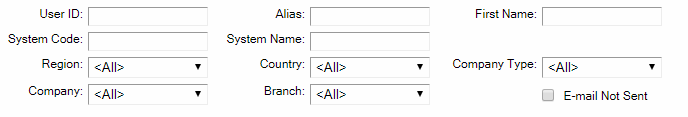 User ID: Alias: First Name:
System Code: System Name:
Region: <All> Country: <All> Company Type: <All>
Company: <All> Branch: <All> E-mail Not Sent